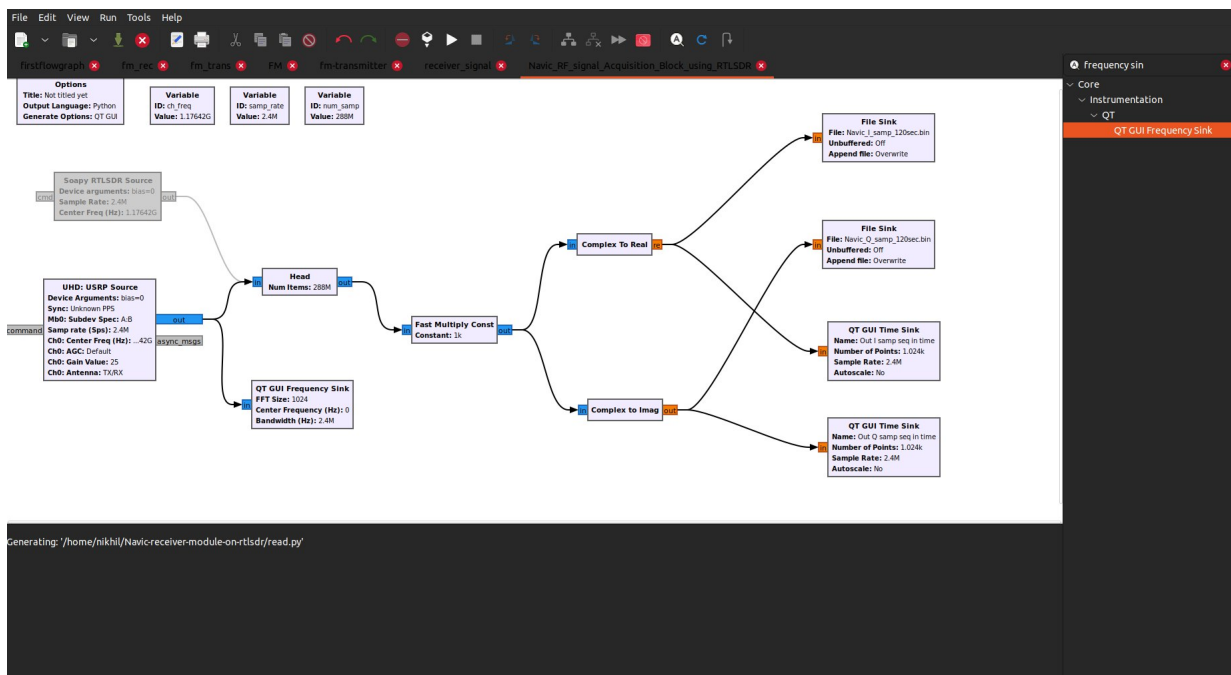 File Edit View Run Tools Help
firstflowgraph fm_rec fm_trans FM fm-transmitter receiver_signal Navic_RF_signal_Acquisition_Block_using_RTLSDR
frequency sin
Core
Instrumentation
QT
QT GUI Frequency Sink
Options
Title: Not titled yet
Output Language: Python
Generate Options: QT GUI
Variable
ID: ch_freq
Value: 1.17642G
Variable
ID: samp_rate
Value: 2.4M
Variable
ID: num_samp
Value: 288M
Soapy RTLSDR Source
Device arguments: bias=0
Sample Rate: 2.4M
Center Freq (Hz): 1.17642G
cmd
out
UHD: USRP Source
Device Arguments: bias=0
Sync: Unknown PPS
Mb0: Subdev Spec: A:B
Samp rate (Sps): 2.4M
Ch0: Center Freq (Hz): ...42G
Ch0: AGC: Default
Ch0: Gain Value: 25
Ch0: Antenna: TX/RX
command
out
async_msgs
in
Head
Num Items: 288M
out
in
QT GUI Frequency Sink
FFT Size: 1024
Center Frequency (Hz): 0
Bandwidth (Hz): 2.4M
in
Fast Multiply Const
Constant: 1k
out
in
Complex To Real
re
in
Complex to Imag
out
in
File Sink
File: Navic_I_samp_120sec.bin
Unbuffered: Off
Append file: Overwrite
in
File Sink
File: Navic_Q_samp_120sec.bin
Unbuffered: Off
Append file: Overwrite
in
QT GUI Time Sink
Name: Out I samp seq in time
Number of Points: 1.024k
Sample Rate: 2.4M
Autoscale: No
in
QT GUI Time Sink
Name: Out Q samp seq in time
Number of Points: 1.024k
Sample Rate: 2.4M
Autoscale: No
Generating: '/home/nikhil/Navic-receiver-module-on-rtlsdr/read.py'